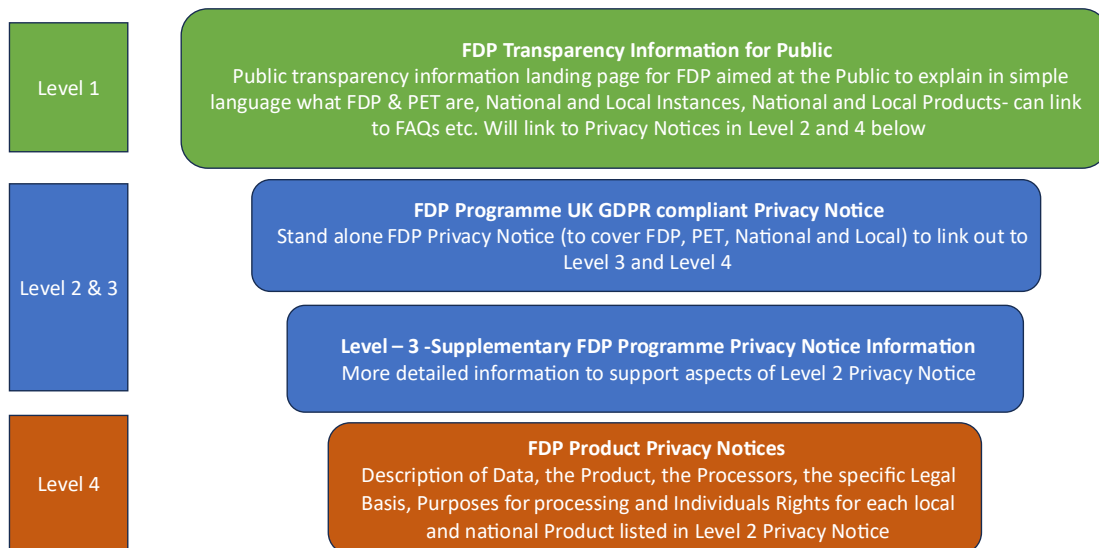 Level 1
FDP Transparency Information for Public
Public transparency information landing page for FDP aimed at the Public to explain in simple
language what FDP & PET are, National and Local Instances, National and Local Products- can link
to FAQs etc. Will link to Privacy Notices in Level 2 and 4 below
Level 2 & 3
FDP Programme UK GDPR compliant Privacy Notice
Stand alone FDP Privacy Notice (to cover FDP, PET, National and Local) to link out to
Level 3 and Level 4
Level – 3 -Supplementary FDP Programme Privacy Notice Information
More detailed information to support aspects of Level 2 Privacy Notice
Level 4
FDP Product Privacy Notices
Description of Data, the Product, the Processors, the specific Legal
Basis, Purposes for processing and Individuals Rights for each local
and national Product listed in Level 2 Privacy Notice